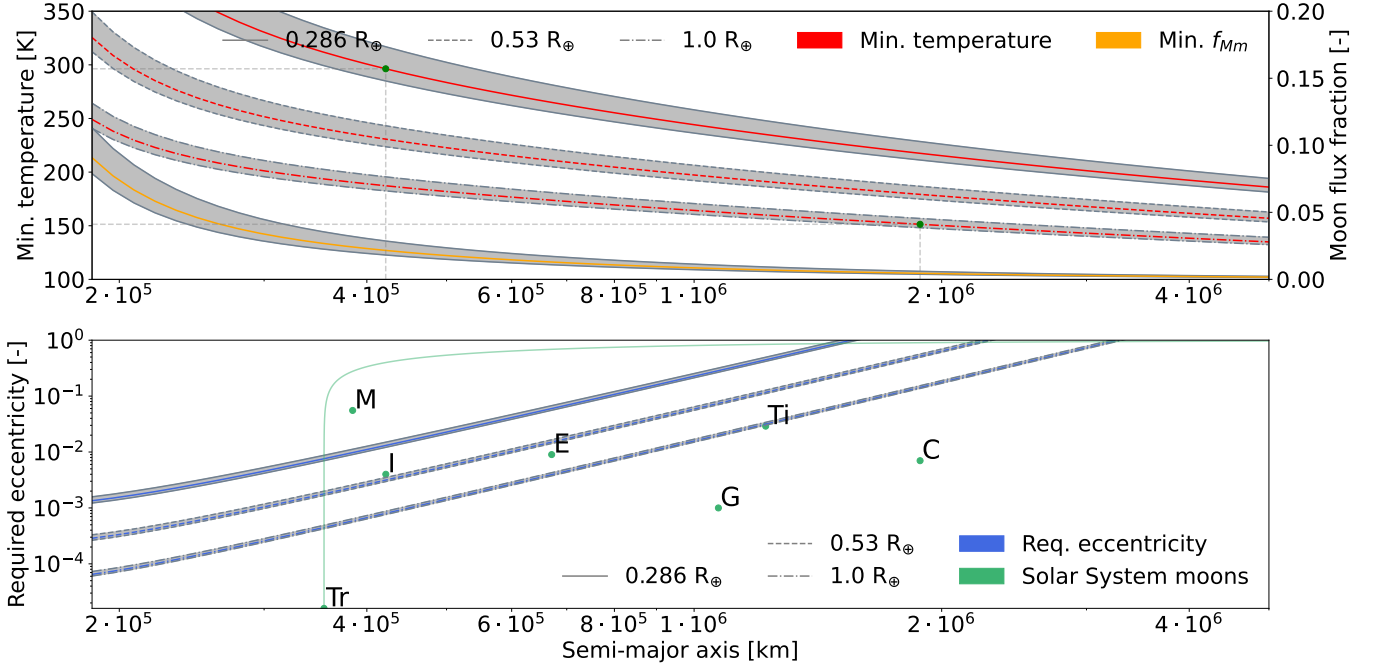 350
300
250
200
150
100
Min. temperature [K]
0.286 R⊕
0.53 R⊕
1.0 R⊕
Min. temperature
Min. f_Mm
0.20
0.15
0.10
0.05
0.00
Moon flux fraction [-]
2·10⁵
4·10⁵
6·10⁵
8·10⁵
1·10⁶
2·10⁶
4·10⁶
10⁰
10⁻¹
10⁻²
10⁻³
10⁻⁴
Required eccentricity [-]
M
I
E
Ti
C
G
Tr
0.53 R⊕
Req. eccentricity
0.286 R⊕
1.0 R⊕
Solar System moons
2·10⁵
4·10⁵
6·10⁵
8·10⁵
1·10⁶
2·10⁶
4·10⁶
Semi-major axis [km]